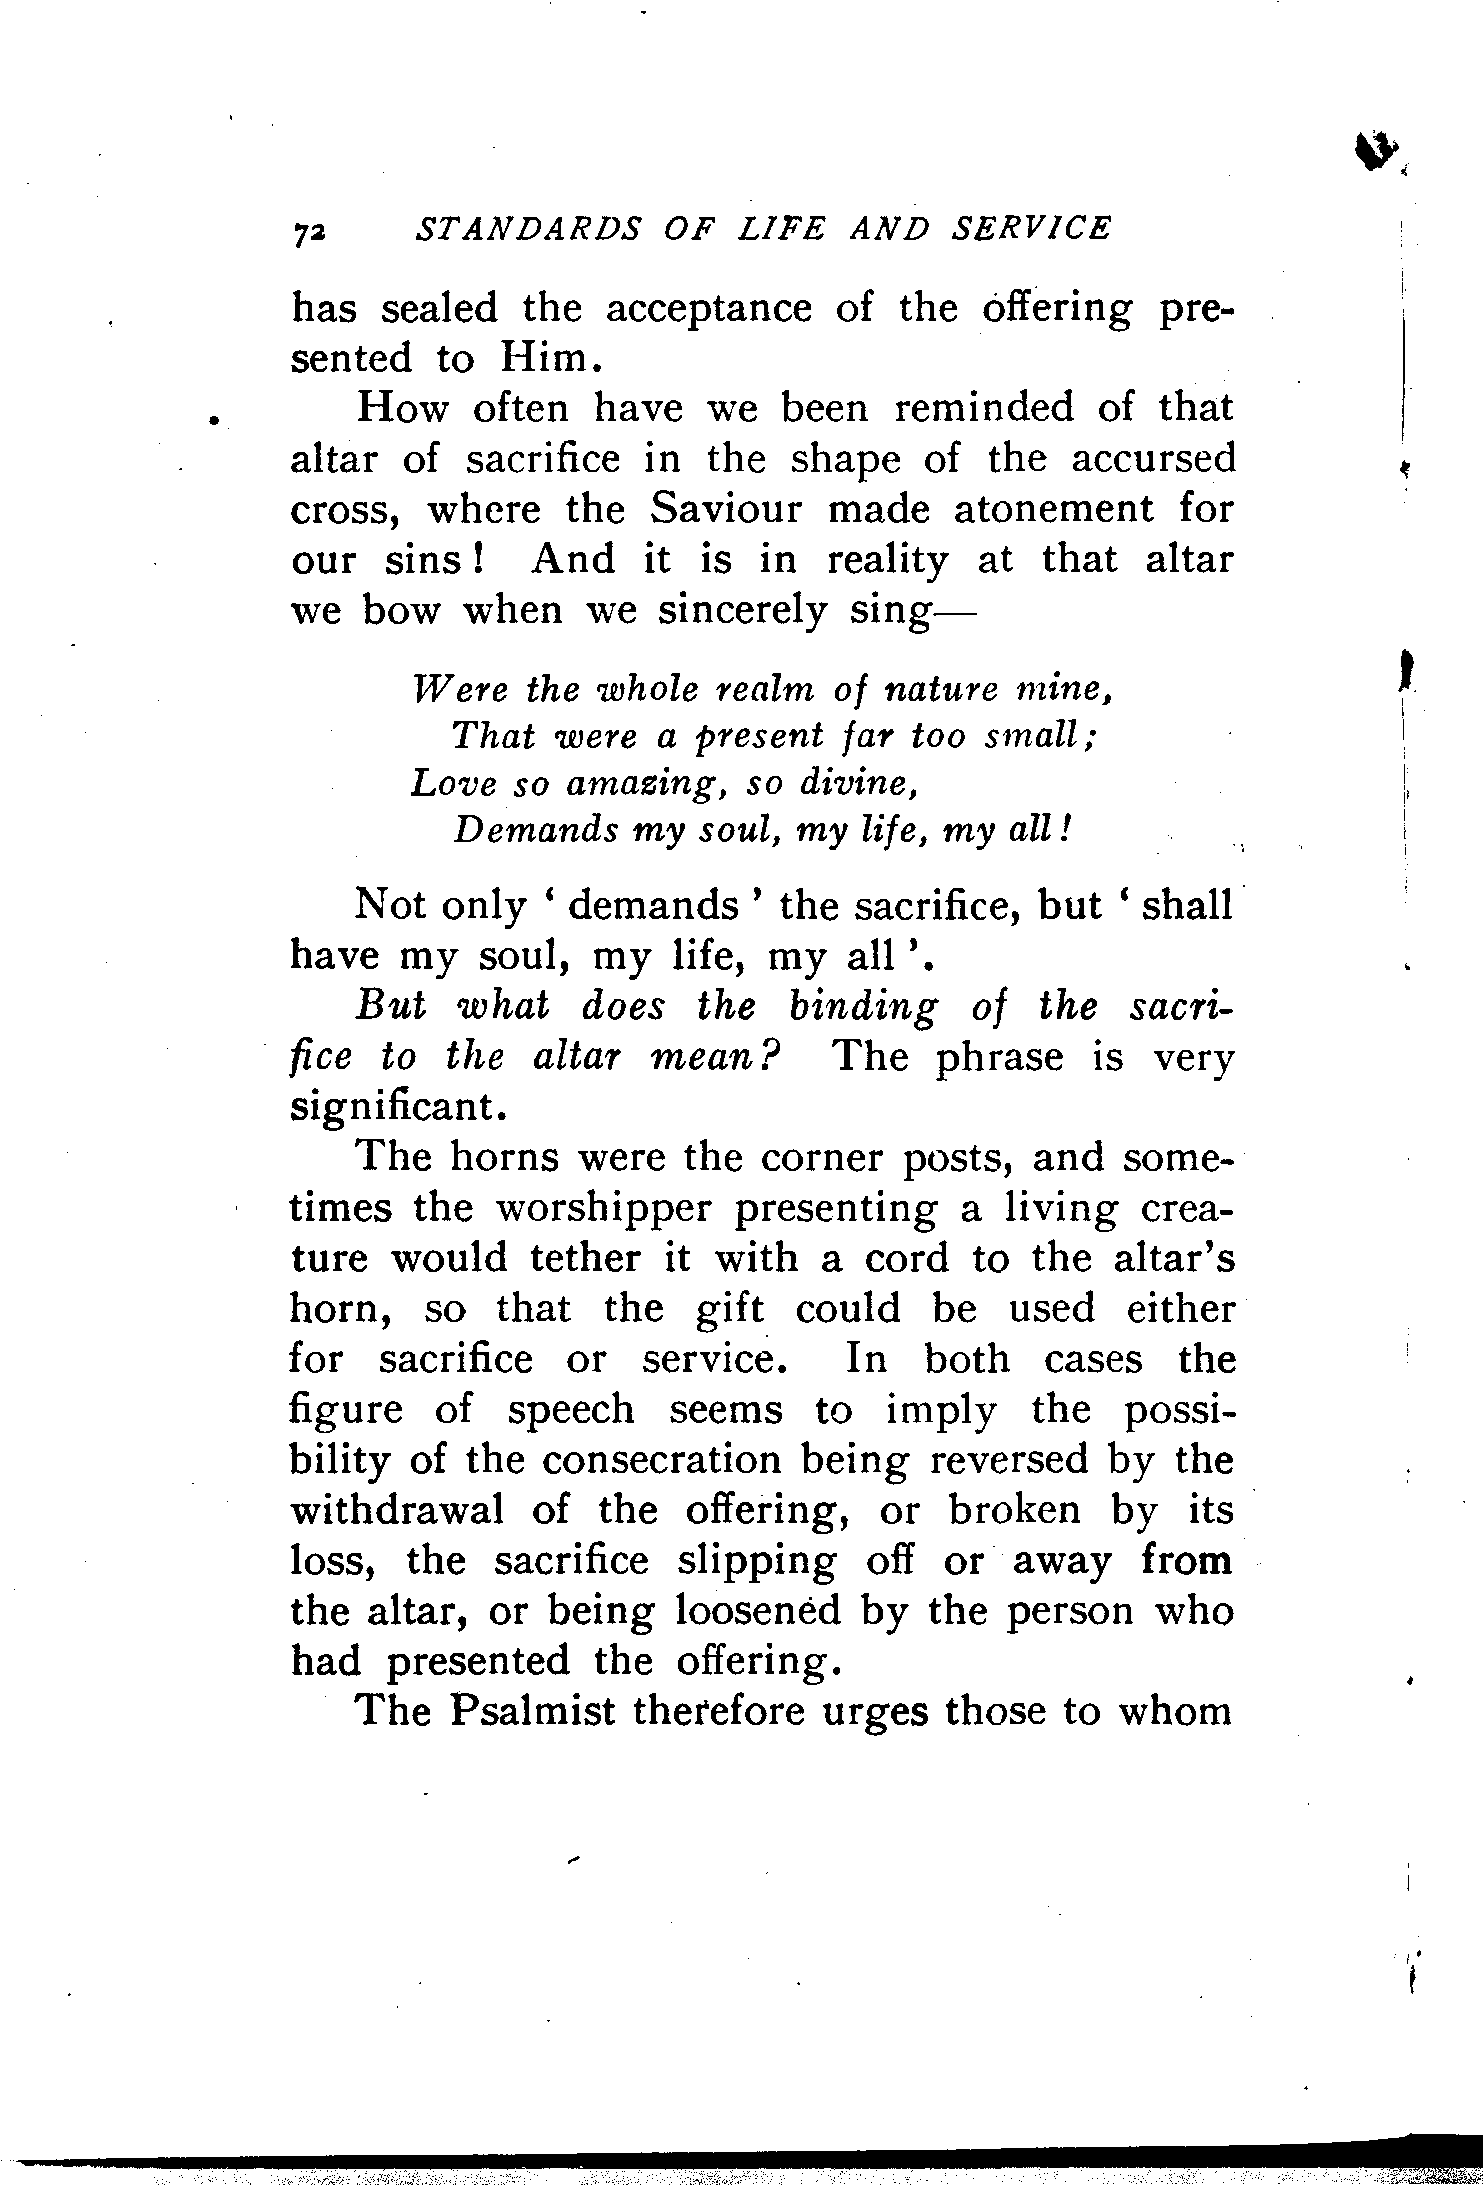 72 STANDARDS OF LIFE AND SERVICE
has sealed the acceptance of the offering pre-
sented to Him.
How often have we been reminded of that
altar of sacrifice in the shape of the accursed
cross, where the Saviour made atonement for
our sins ! And it is in reality at that altar
we bow when we sincerely sing—
Were the whole realm of nature mine,
That were a present far too small ;
Love so amazing, so divine,
Demands my soul, my life, my all !
Not only ‘ demands ’ the sacrifice, but ‘ shall
have my soul, my life, my all ’.
But what does the binding of the sacri-
fice to the altar mean ? The phrase is very
significant.
The horns were the corner posts, and some-
times the worshipper presenting a living crea-
ture would tether it with a cord to the altar’s
horn, so that the gift could be used either
for sacrifice or service. In both cases the
figure of speech seems to imply the possi-
bility of the consecration being reversed by the
withdrawal of the offering, or broken by its
loss, the sacrifice slipping off or away from
the altar, or being loosened by the person who
had presented the offering.
The Psalmist therefore urges those to whom